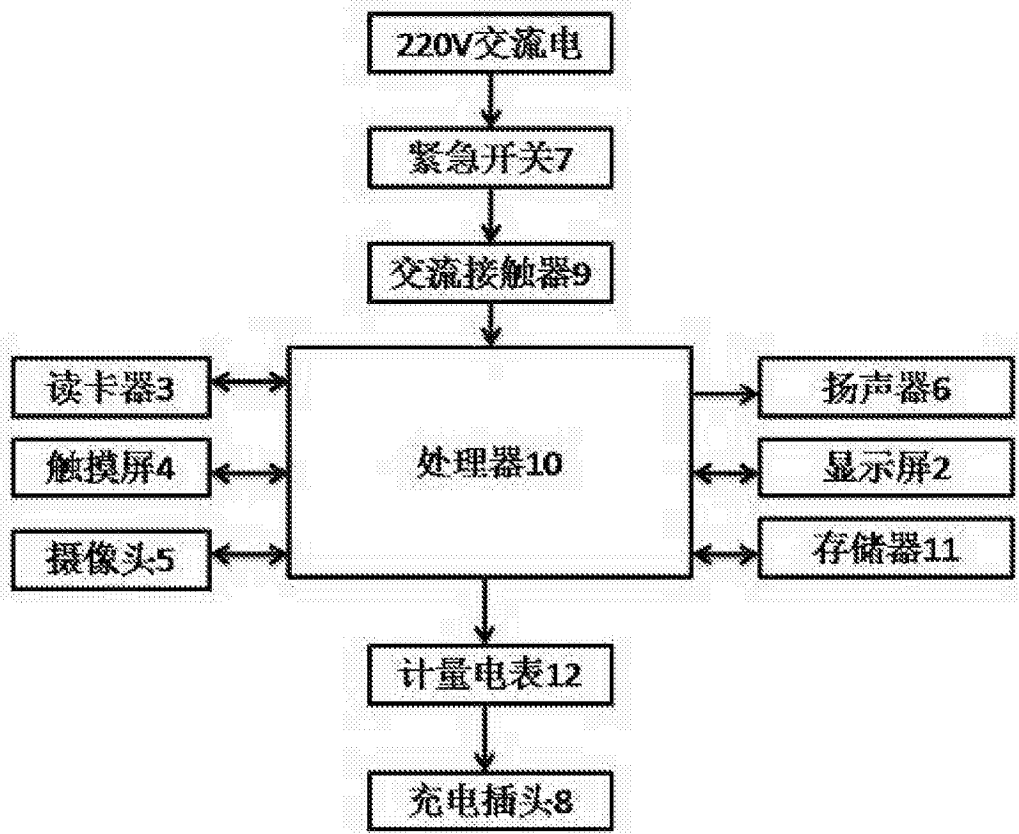 220V交流电
紧急开关7
交流接触器9
读卡器3
触摸屏4
摄像头5
处理器10
扬声器6
显示屏2
存储器11
计量电表12
充电插头8